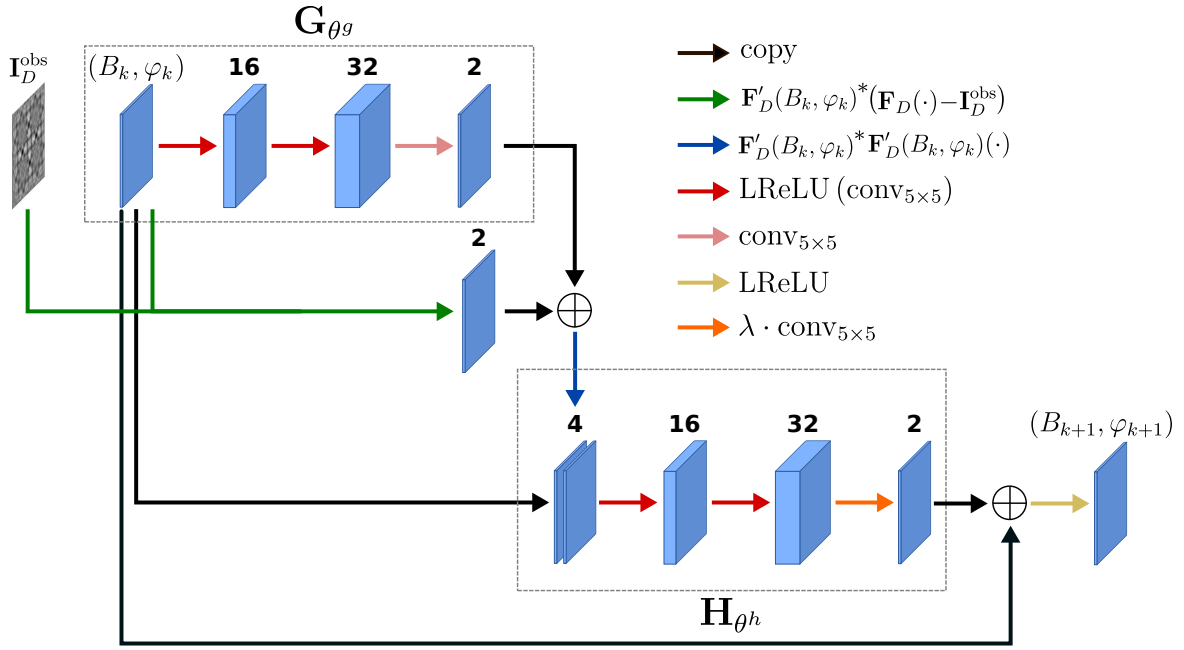 𝐆_{θ^g}
𝐈_D^{obs}
(B_k, φ_k)
16
32
2
copy
𝐅′_D(B_k, φ_k)^*(𝐅_D(·)−𝐈_D^{obs})
𝐅′_D(B_k, φ_k)^*𝐅′_D(B_k, φ_k)(·)
LReLU (conv_{5×5})
conv_{5×5}
LReLU
λ · conv_{5×5}
2
4
16
32
2
(B_{k+1}, φ_{k+1})
𝐇_{θ^h}